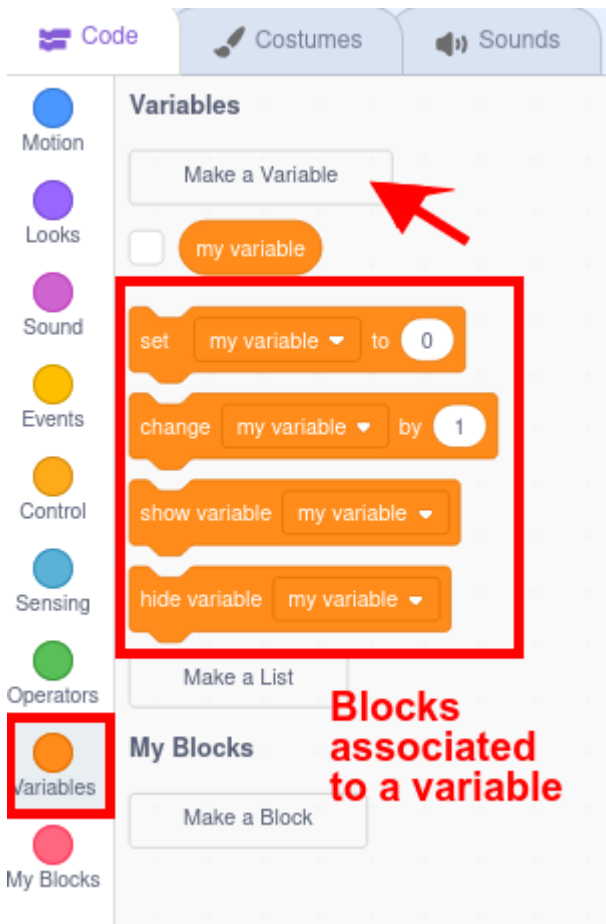 Code
Costumes
Sounds
Motion
Looks
Sound
Events
Control
Sensing
Operators
Variables
My Blocks
Variables
Make a Variable
my variable
set my variable to 0
change my variable by 1
show variable my variable
hide variable my variable
Make a List
My Blocks
Make a Block
Blocks
associated
to a variable